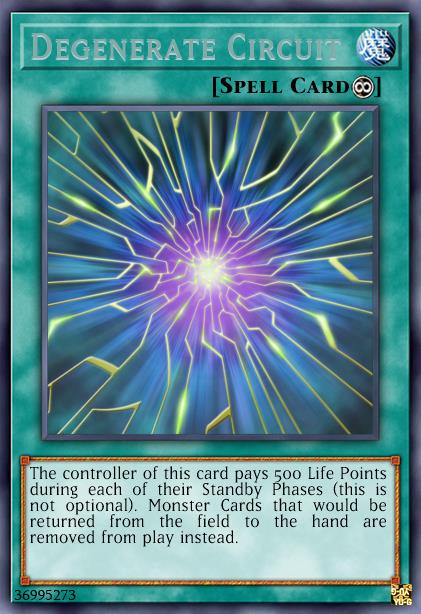 Degenerate Circuit
魔
[Spell Card♾]
The controller of this card pays 500 Life Points
during each of their Standby Phases (this is
not optional). Monster Cards that would be
returned from the field to the hand are
removed from play instead.
36995273